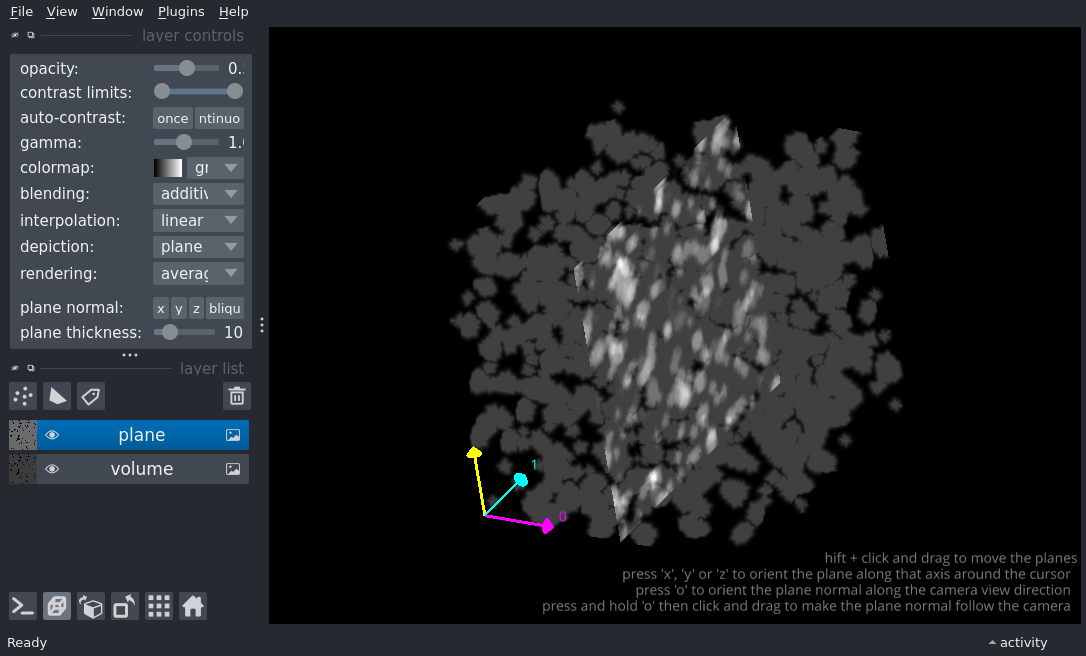 File View Window Plugins Help
layer controls
opacity: 0.
contrast limits:
auto-contrast: once ntinuo
gamma: 1.
colormap: gr
blending: additiv
interpolation: linear
depiction: plane
rendering: averag
plane normal: x y z bliqu
plane thickness: 10
layer list
plane
volume
1
0
hift + click and drag to move the planes
press 'x', 'y' or 'z' to orient the plane along that axis around the cursor
press 'o' to orient the plane normal along the camera view direction
press and hold 'o' then click and drag to make the plane normal follow the camera
Ready
activity